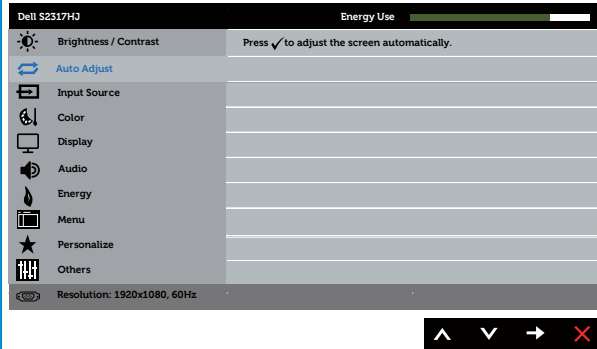 Dell S2317HJ Energy Use
Brightness / Contrast Press ✓ to adjust the screen automatically.
Auto Adjust
Input Source
Color
Display
Audio
Energy
Menu
Personalize
Others
Resolution: 1920x1080, 60Hz